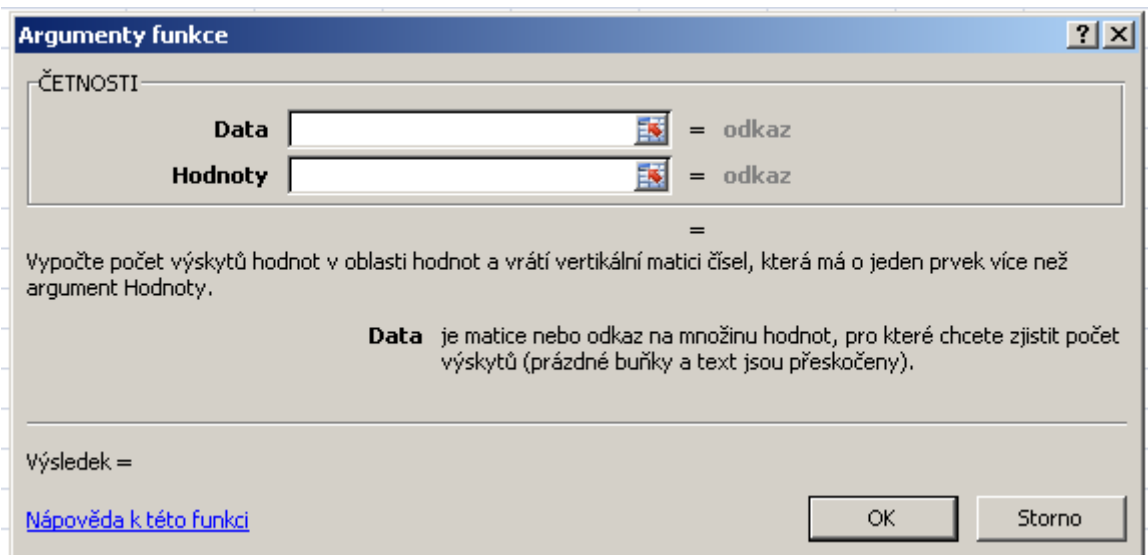 Argumenty funkce
ČETNOSTI
Data = odkaz
Hodnoty = odkaz
=
Vypočte počet výskytů hodnot v oblasti hodnot a vrátí vertikální matici čísel, která má o jeden prvek více než
argument Hodnoty.
Data je matice nebo odkaz na množinu hodnot, pro které chcete zjistit počet
výskytů (prázdné buňky a text jsou přeskočeny).
Výsledek =
Nápověda k této funkci OK Storno